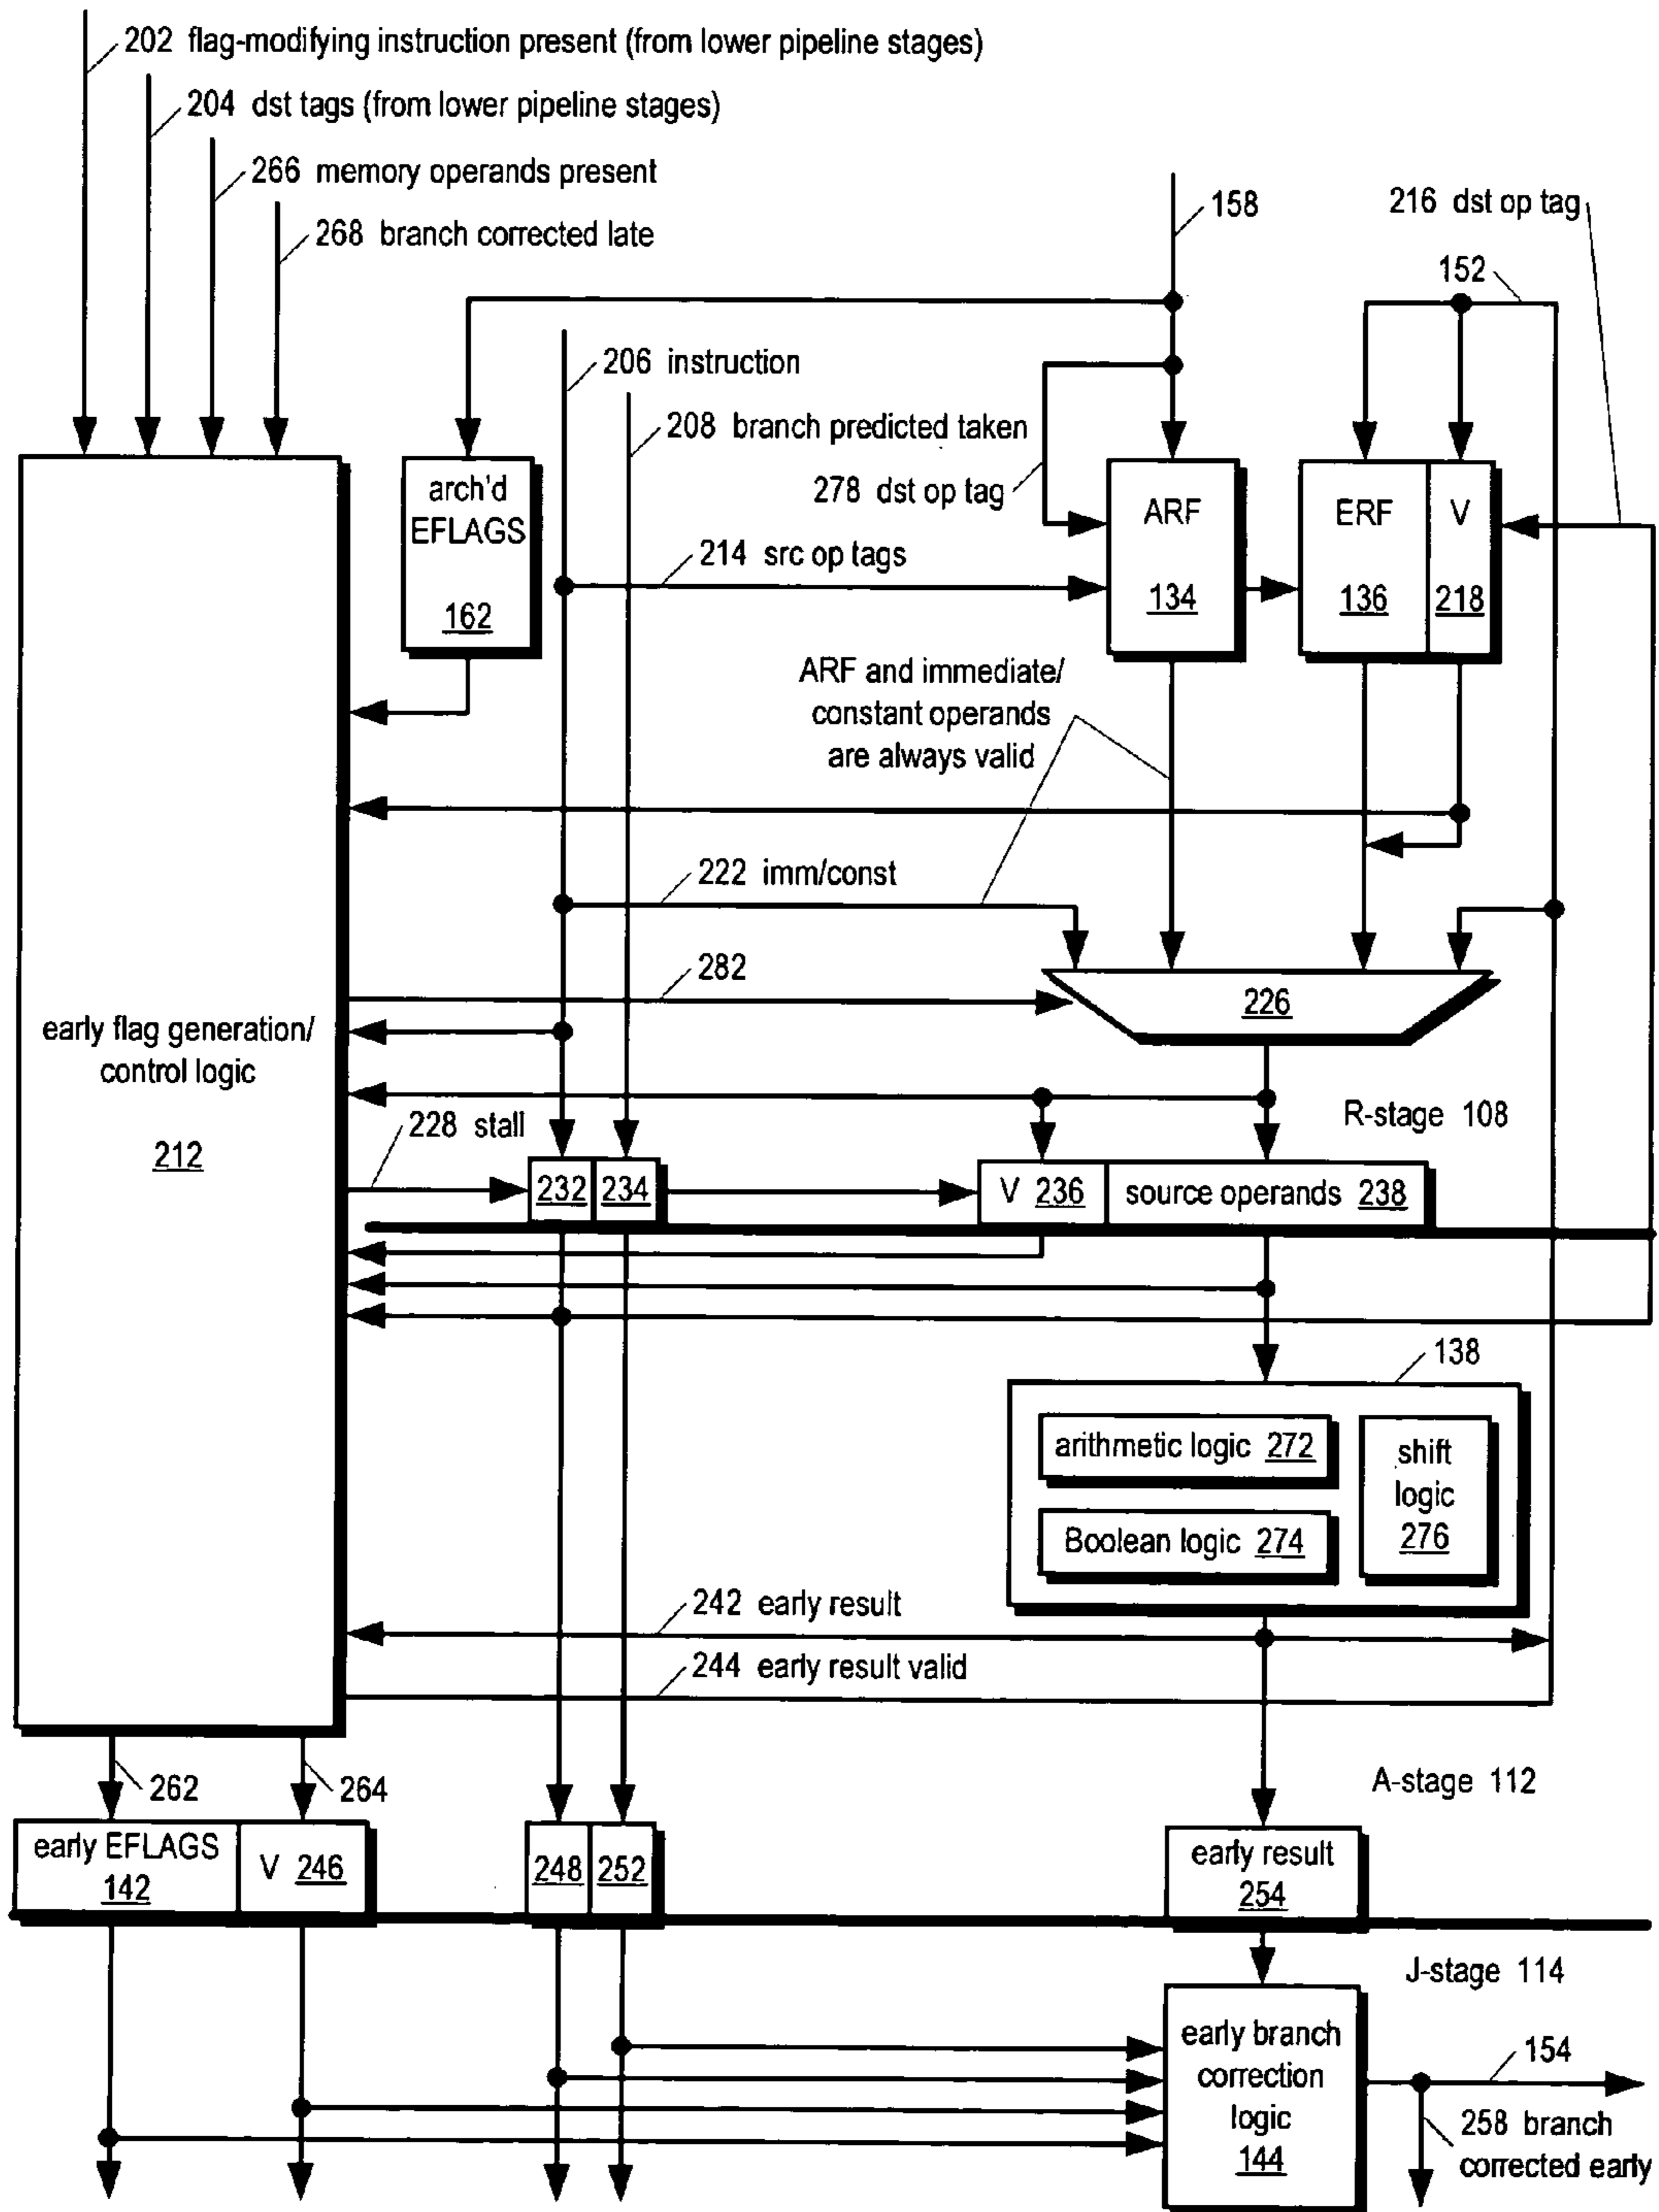 202 flag-modifying instruction present (from lower pipeline stages)
204 dst tags (from lower pipeline stages)
266 memory operands present
268 branch corrected late
158
216 dst op tag
152
206 instruction
208 branch predicted taken
278 dst op tag
arch'd
EFLAGS
162
ARF
134
ERF
136
V
218
214 src op tags
ARF and immediate/
constant operands
are always valid
222 imm/const
282
226
early flag generation/
control logic
212
228 stall
R-stage 108
232
234
V 236
source operands 238
138
arithmetic logic 272
Boolean logic 274
shift
logic
276
242 early result
244 early result valid
262
264
A-stage 112
early EFLAGS
142
V 246
248
252
early result
254
J-stage 114
early branch
correction
logic
144
154
258 branch
corrected early